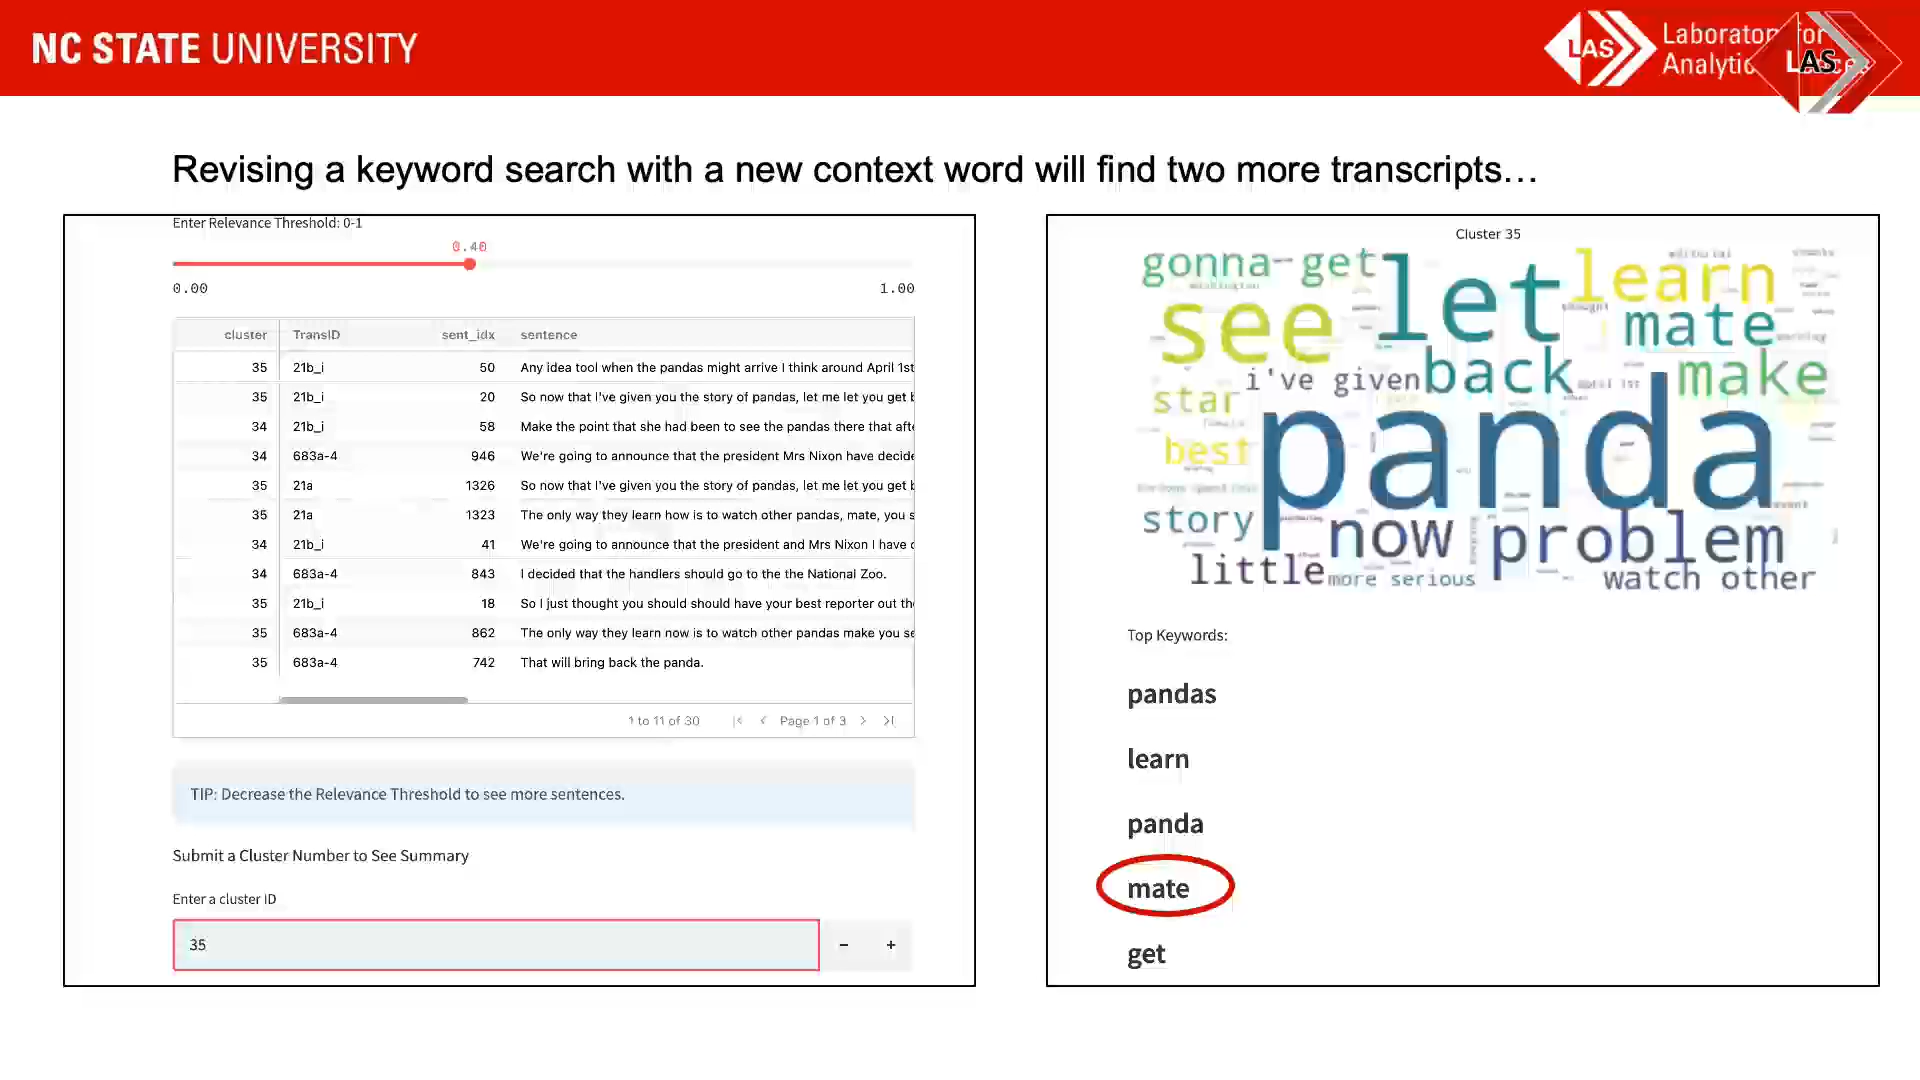 NC STATE UNIVERSITY
LAS
Laboratory for
Analytic
LAS
Revising a keyword search with a new context word will find two more transcripts…
Enter Relevance Threshold: 0-1
0.40
0.00 1.00
cluster TransID sent_idx sentence
35 21b_i 50 Any idea tool when the pandas might arrive I think around April 1st
35 21b_i 20 So now that I've given you the story of pandas, let me let you get b
34 21b_i 58 Make the point that she had been to see the pandas there that afte
34 683a-4 946 We're going to announce that the president Mrs Nixon have decide
35 21a 1326 So now that I've given you the story of pandas, let me let you get b
35 21a 1323 The only way they learn how is to watch other pandas, mate, you s
34 21b_i 41 We're going to announce that the president and Mrs Nixon I have d
34 683a-4 843 I decided that the handlers should go to the the National Zoo.
35 21b_i 18 So I just thought you should should have your best reporter out the
35 683a-4 862 The only way they learn now is to watch other pandas make you se
35 683a-4 742 That will bring back the panda.
1 to 11 of 30 |< < Page 1 of 3 > >|
TIP: Decrease the Relevance Threshold to see more sentences.
Submit a Cluster Number to See Summary
Enter a cluster ID
35 − +
Cluster 35
gonna-get let learn
washington
see mate
i've given back april 1st make
star
best panda
story now problem
little more serious watch other
Top Keywords:
pandas
learn
panda
mate
get